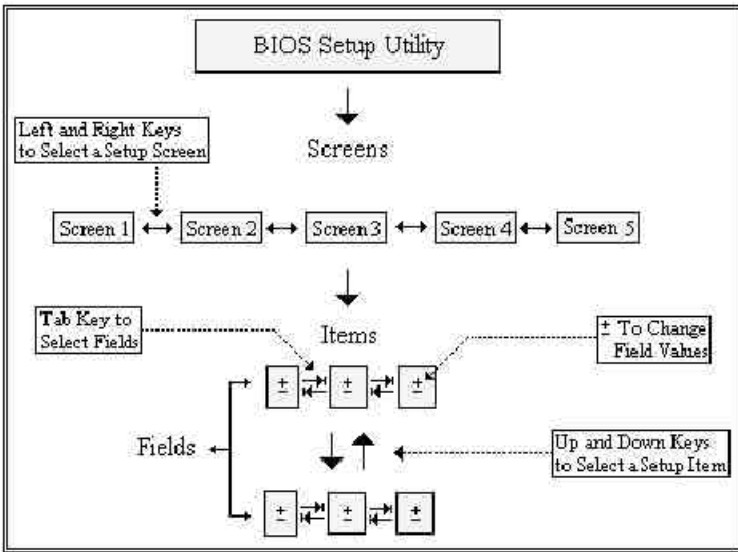 BIOS Setup Utility
Left and Right Keys
to Select a Setup Screen
Screens
Screen 1
Screen 2
Screen 3
Screen 4
Screen 5
Tab Key to
Select Fields
Items
± To Change
Field Values
±
±
±
Fields
Up and Down Keys
to Select a Setup Item
±
±
±